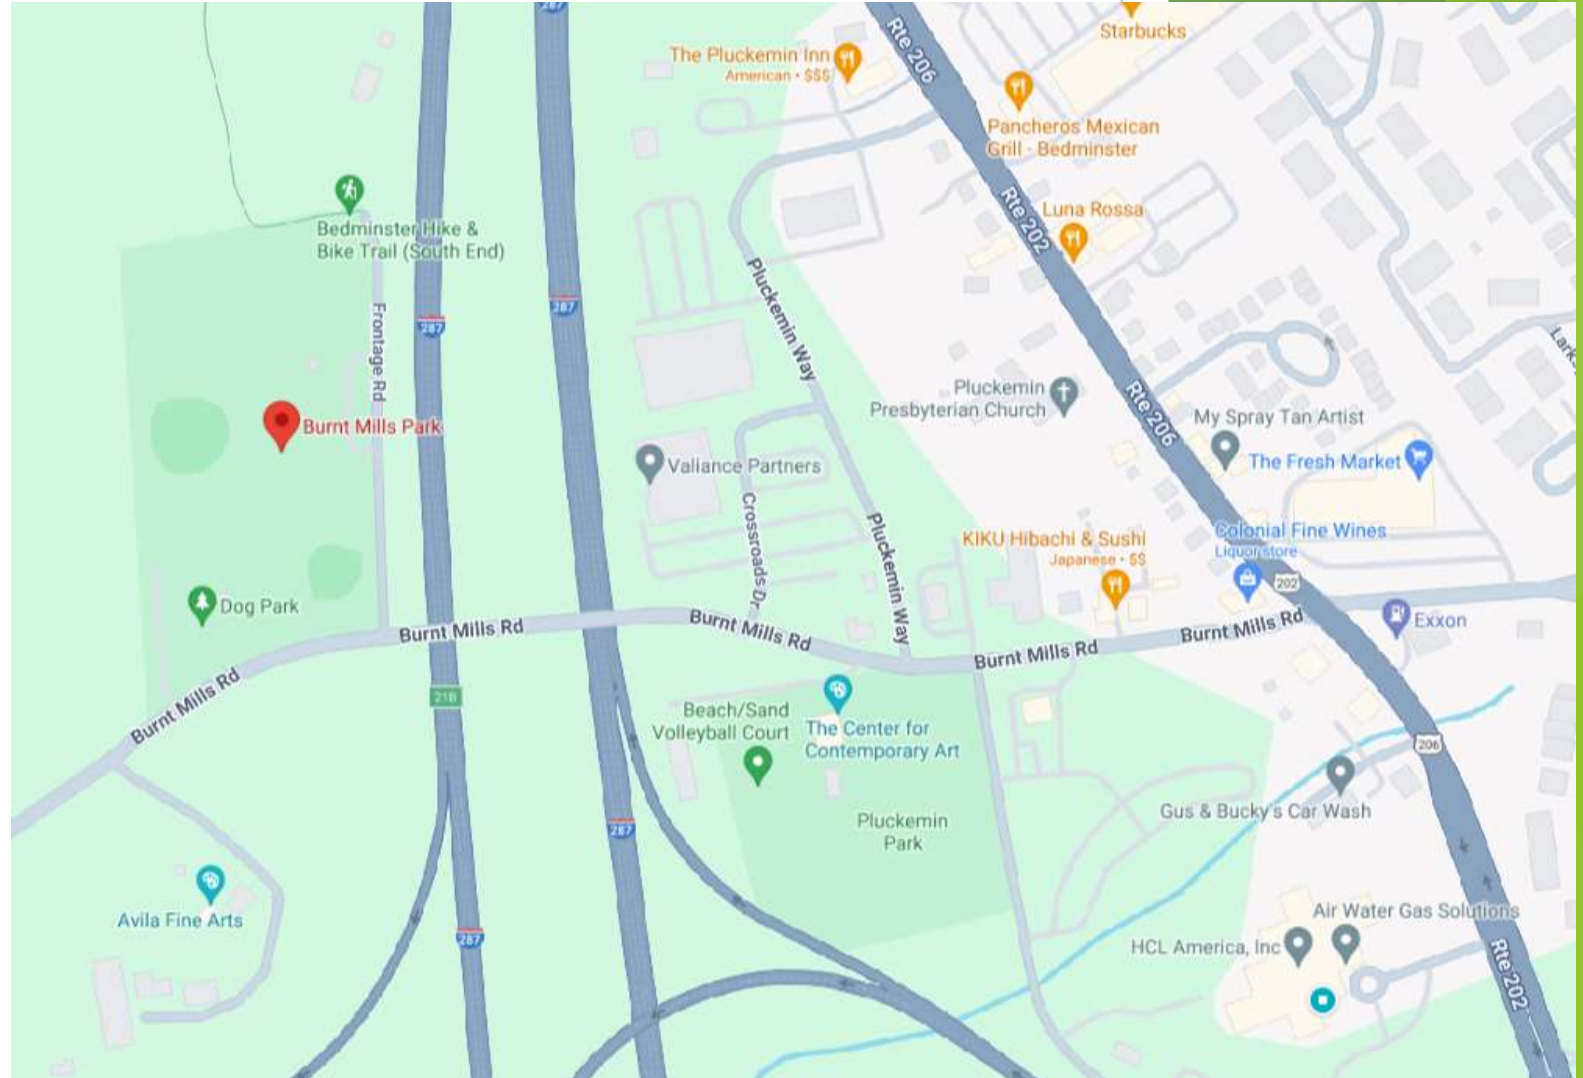 287
Starbucks
Rte 206
The Pluckemin Inn
American • $$$
Pancheros Mexican
Grill - Bedminster
Bedminster Hike &
Bike Trail (South End)
Rte 202
Luna Rossa
287
287
Frontage Rd
Pluckemin Way
Pluckemin
Presbyterian Church
Rte 206
My Spray Tan Artist
The Fresh Market
Burnt Mills Park
Valiance Partners
Crossroads Dr
Pluckemin Way
KIKU Hibachi & Sushi
Japanese • $$
Colonial Fine Wines
Liquor store
202
Dog Park
Burnt Mills Rd
Burnt Mills Rd
Burnt Mills Rd
Burnt Mills Rd
Exxon
Burnt Mills Rd
21B
Beach/Sand
Volleyball Court
The Center for
Contemporary Art
206
Pluckemin
Park
Gus & Bucky's Car Wash
287
Avila Fine Arts
287
Air Water Gas Solutions
HCL America, Inc
Rte 202